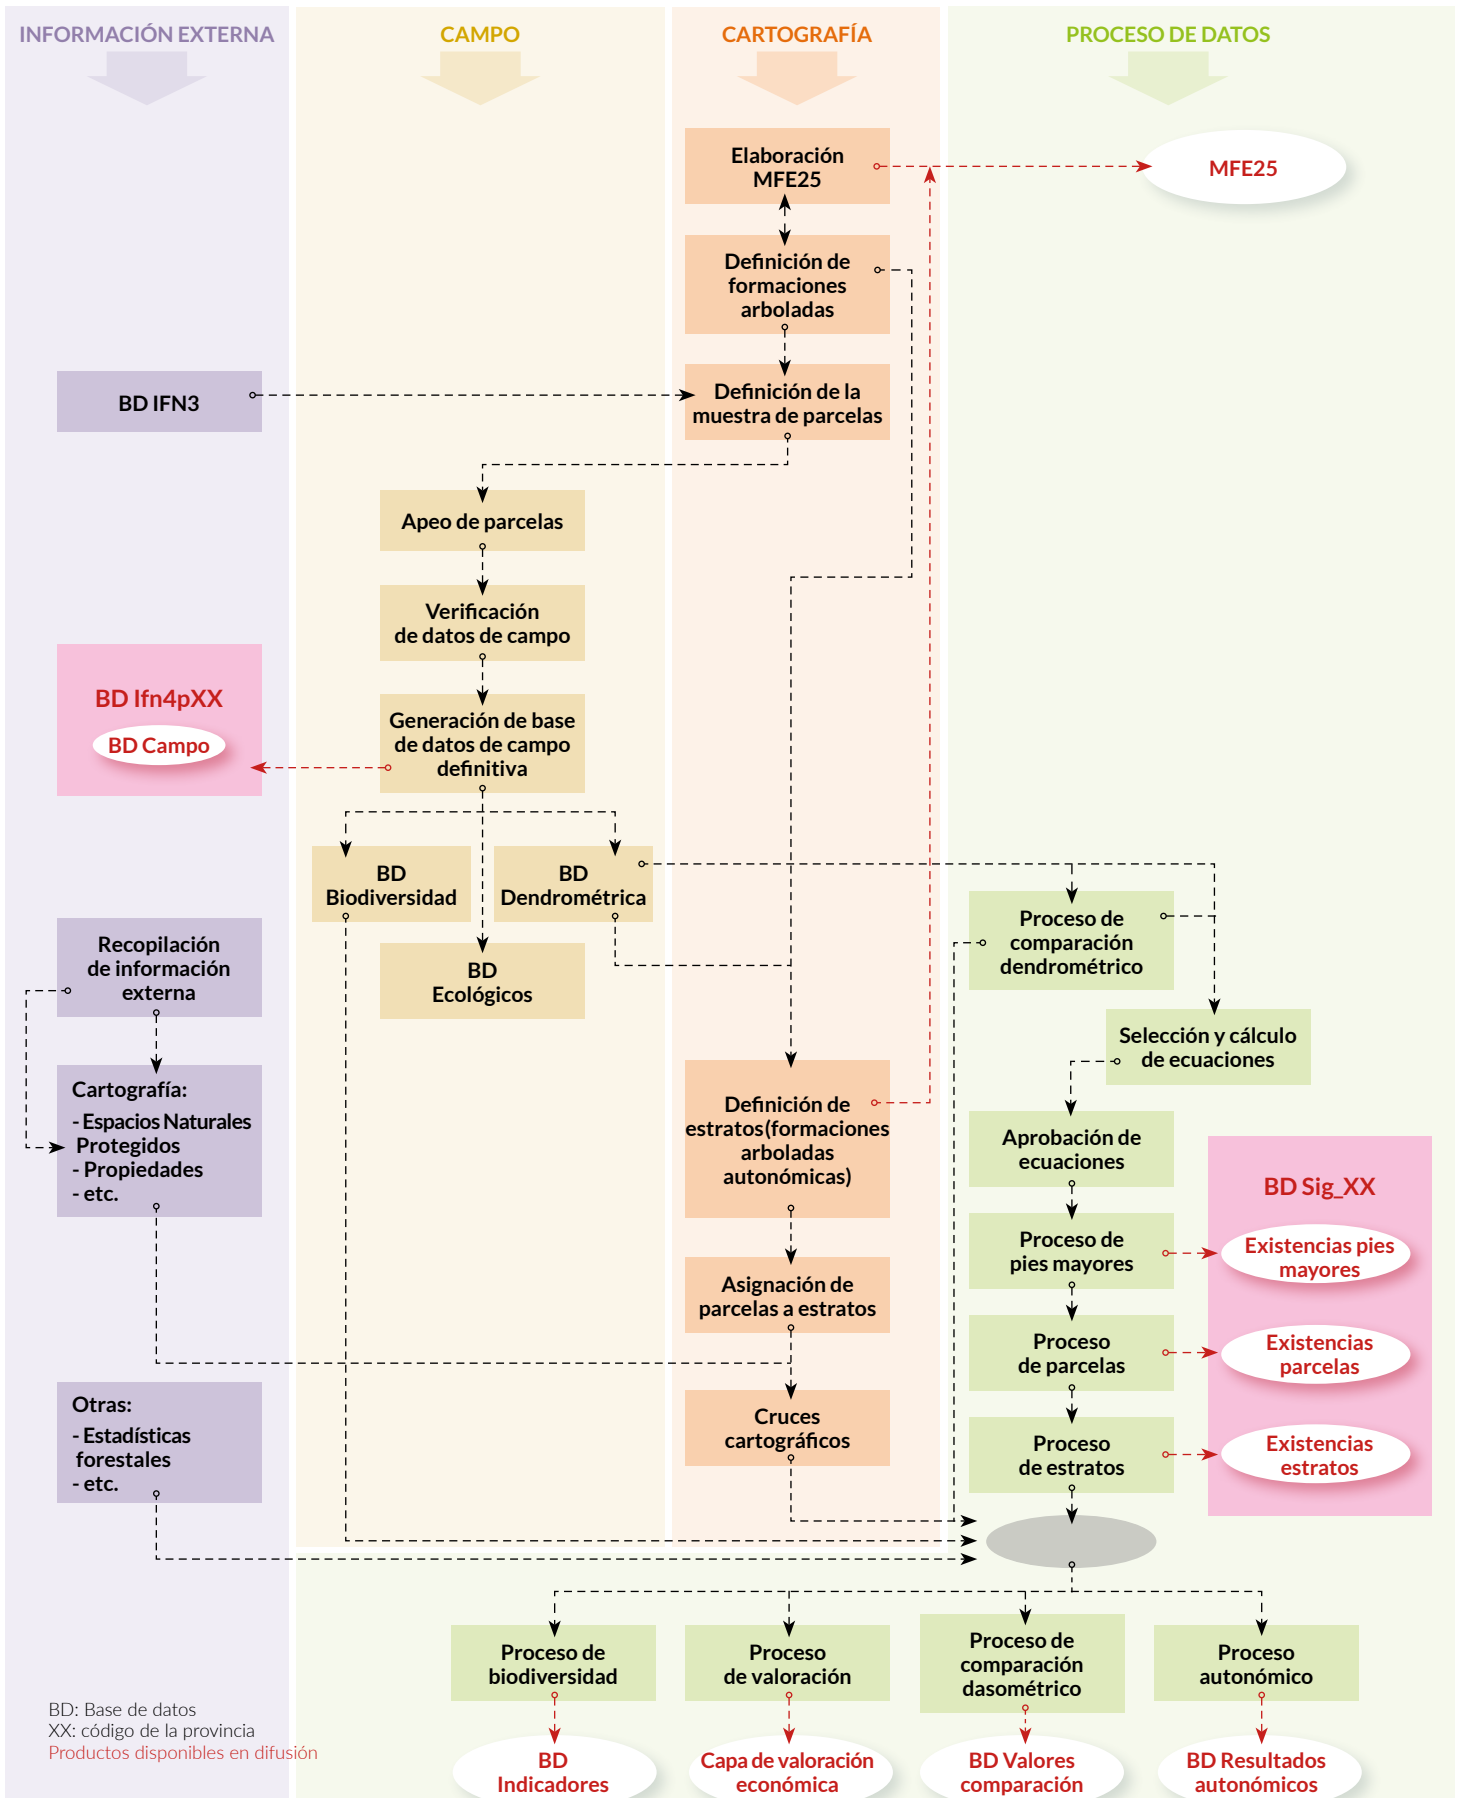 INFORMACIÓN EXTERNA
CAMPO
CARTOGRAFÍA
PROCESO DE DATOS
Elaboración
MFE25
MFE25
Definición de
formaciones
arboladas
BD IFN3
Definición de la
muestra de parcelas
Apeo de parcelas
Verificación
de datos de campo
BD Ifn4pXX
BD Campo
Generación de base
de datos de campo
definitiva
BD
Biodiversidad
BD
Dendrométrica
BD
Ecológicos
Proceso de
comparación
dendrométrico
Recopilación
de información
externa
Selección y cálculo
de ecuaciones
Cartografía:
- Espacios Naturales
Protegidos
- Propiedades
- etc.
Definición de
estratos(formaciones
arboladas
autonómicas)
Aprobación de
ecuaciones
BD Sig_XX
Proceso de
pies mayores
Existencias pies
mayores
Asignación de
parcelas a estratos
Proceso
de parcelas
Existencias
parcelas
Otras:
- Estadísticas
forestales
- etc.
Cruces
cartográficos
Proceso
de estratos
Existencias
estratos
Proceso de
biodiversidad
Proceso
de valoración
Proceso de
comparación
dasométrico
Proceso
autonómico
BD: Base de datos
XX: código de la provincia
Productos disponibles en difusión
BD
Indicadores
Capa de valoración
económica
BD Valores
comparación
BD Resultados
autonómicos